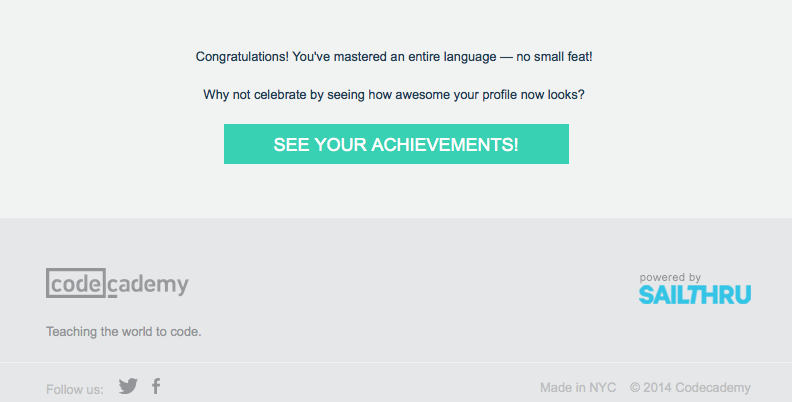 Congratulations! You've mastered an entire language — no small feat!
Why not celebrate by seeing how awesome your profile now looks?
SEE YOUR ACHIEVEMENTS!
codecademy
powered by
SAILTHRU
Teaching the world to code.
Follow us:
Made in NYC © 2014 Codecademy